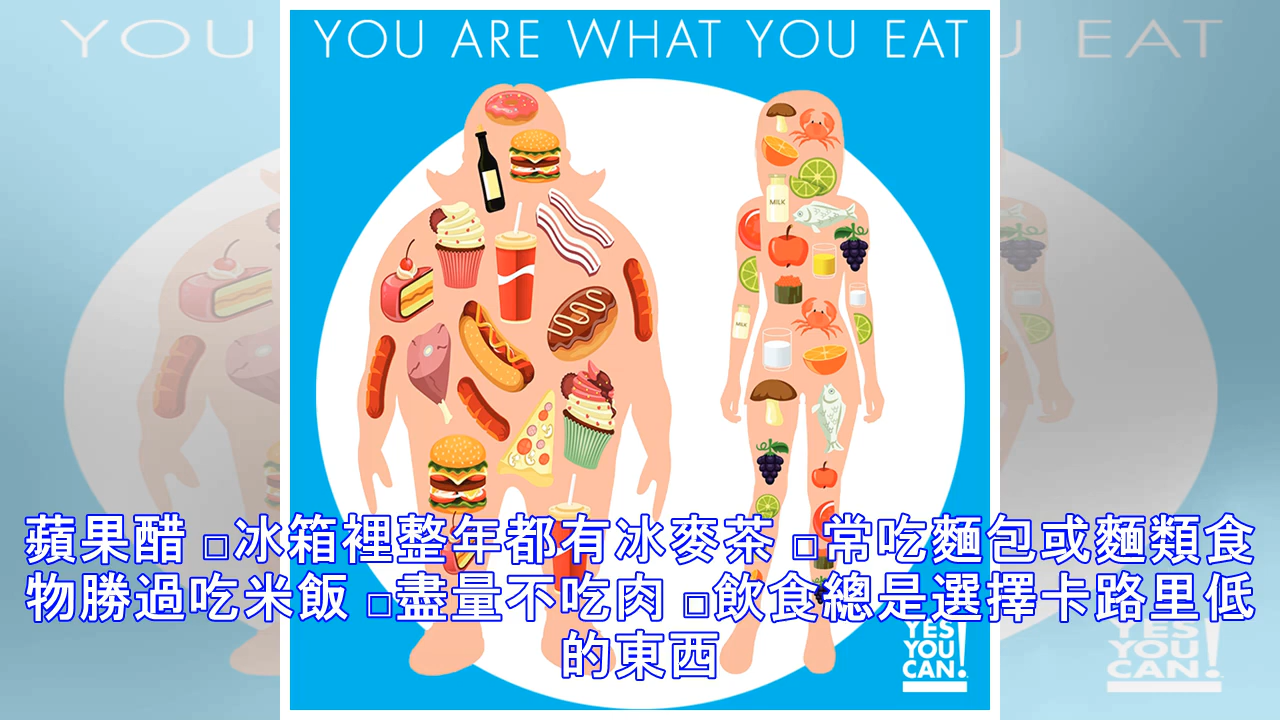 YOU ARE WHAT YOU EAT
MILK
MILK
蘋果醋 □冰箱裡整年都有冰麥茶 □常吃麵包或麵類食
物勝過吃米飯 □盡量不吃肉 □飲食總是選擇卡路里低
的東西
YES
YOU
CAN!